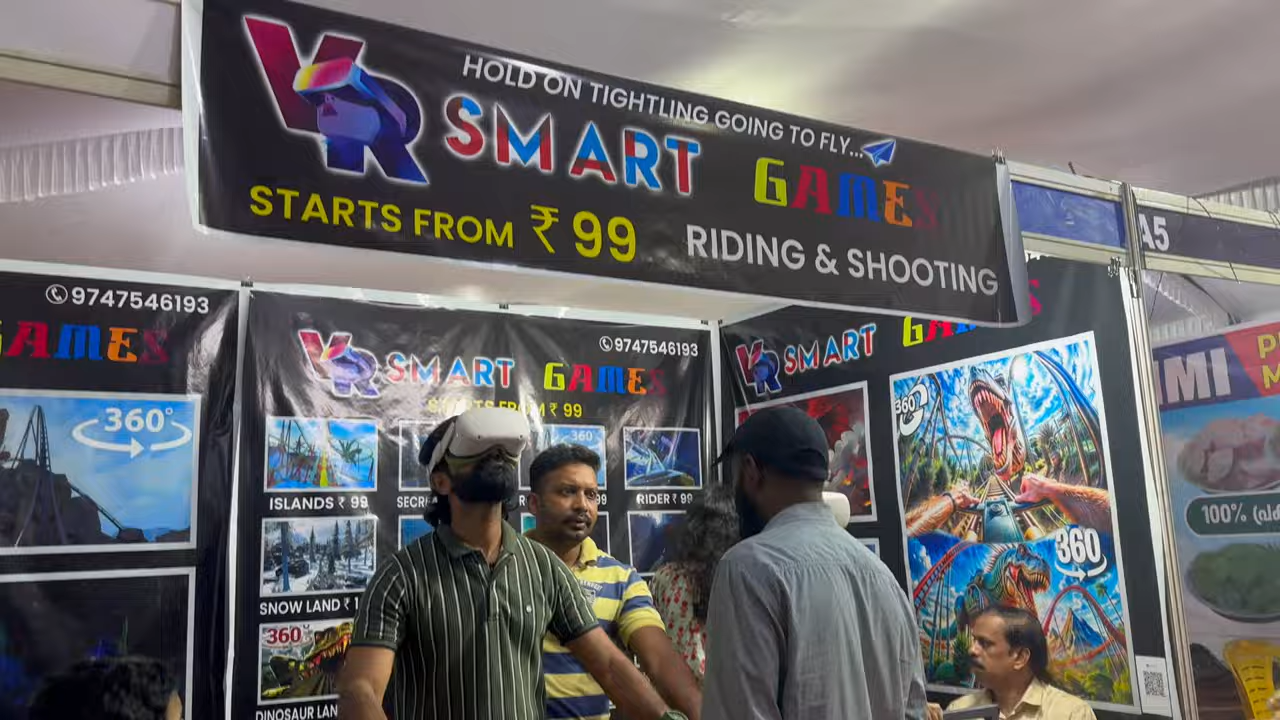 HOLD ON TIGHTLING GOING TO FLY...
VR SMART GAMES
STARTS FROM ₹ 99
RIDING & SHOOTING
A5
9747546193
GAMES
360°
VR SMART GAMES
9747546193
STARTS FROM ₹ 99
ISLANDS ₹ 99
RIDER ₹ 99
SNOW LAND ₹
360°
DINOSAUR
VR SMART GAMES
360°
360°
100%